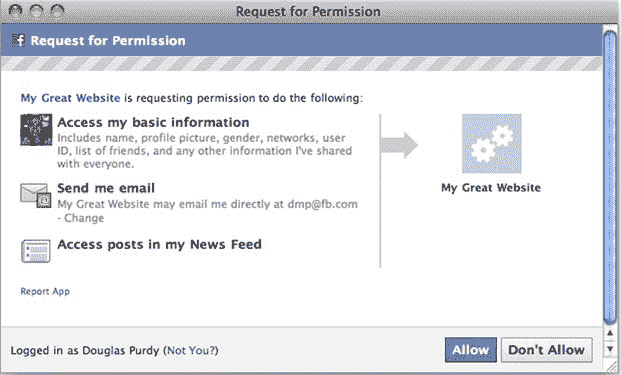 Request for Permission
Request for Permission
My Great Website is requesting permission to do the following:
Access my basic information
Includes name, profile picture, gender, networks, user
ID, list of friends, and any other information I've shared
with everyone.
Send me email
My Great Website may email me directly at dmp@fb.com
- Change
Access posts in my News Feed
My Great Website
Report App
Logged in as Douglas Purdy (Not You?)
Allow
Don't Allow